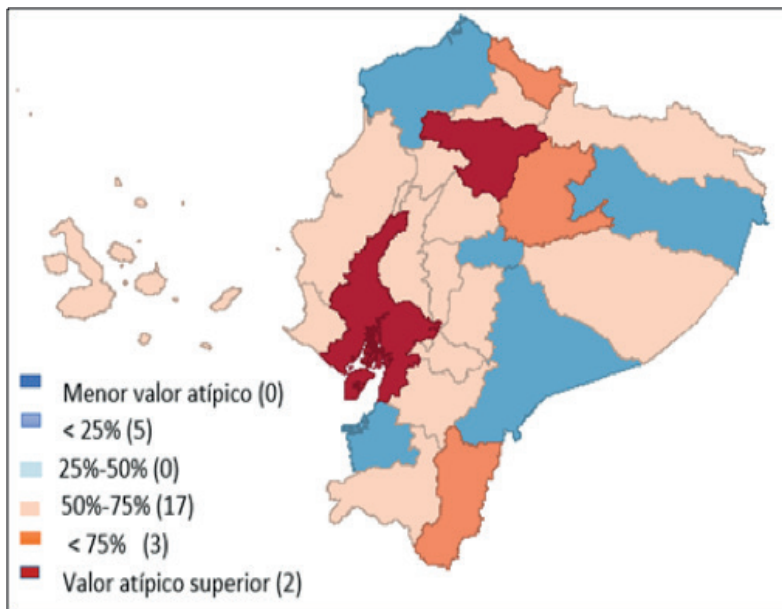 Menor valor atípico (0)
< 25% (5)
25%-50% (0)
50%-75% (17)
< 75% (3)
Valor atípico superior (2)